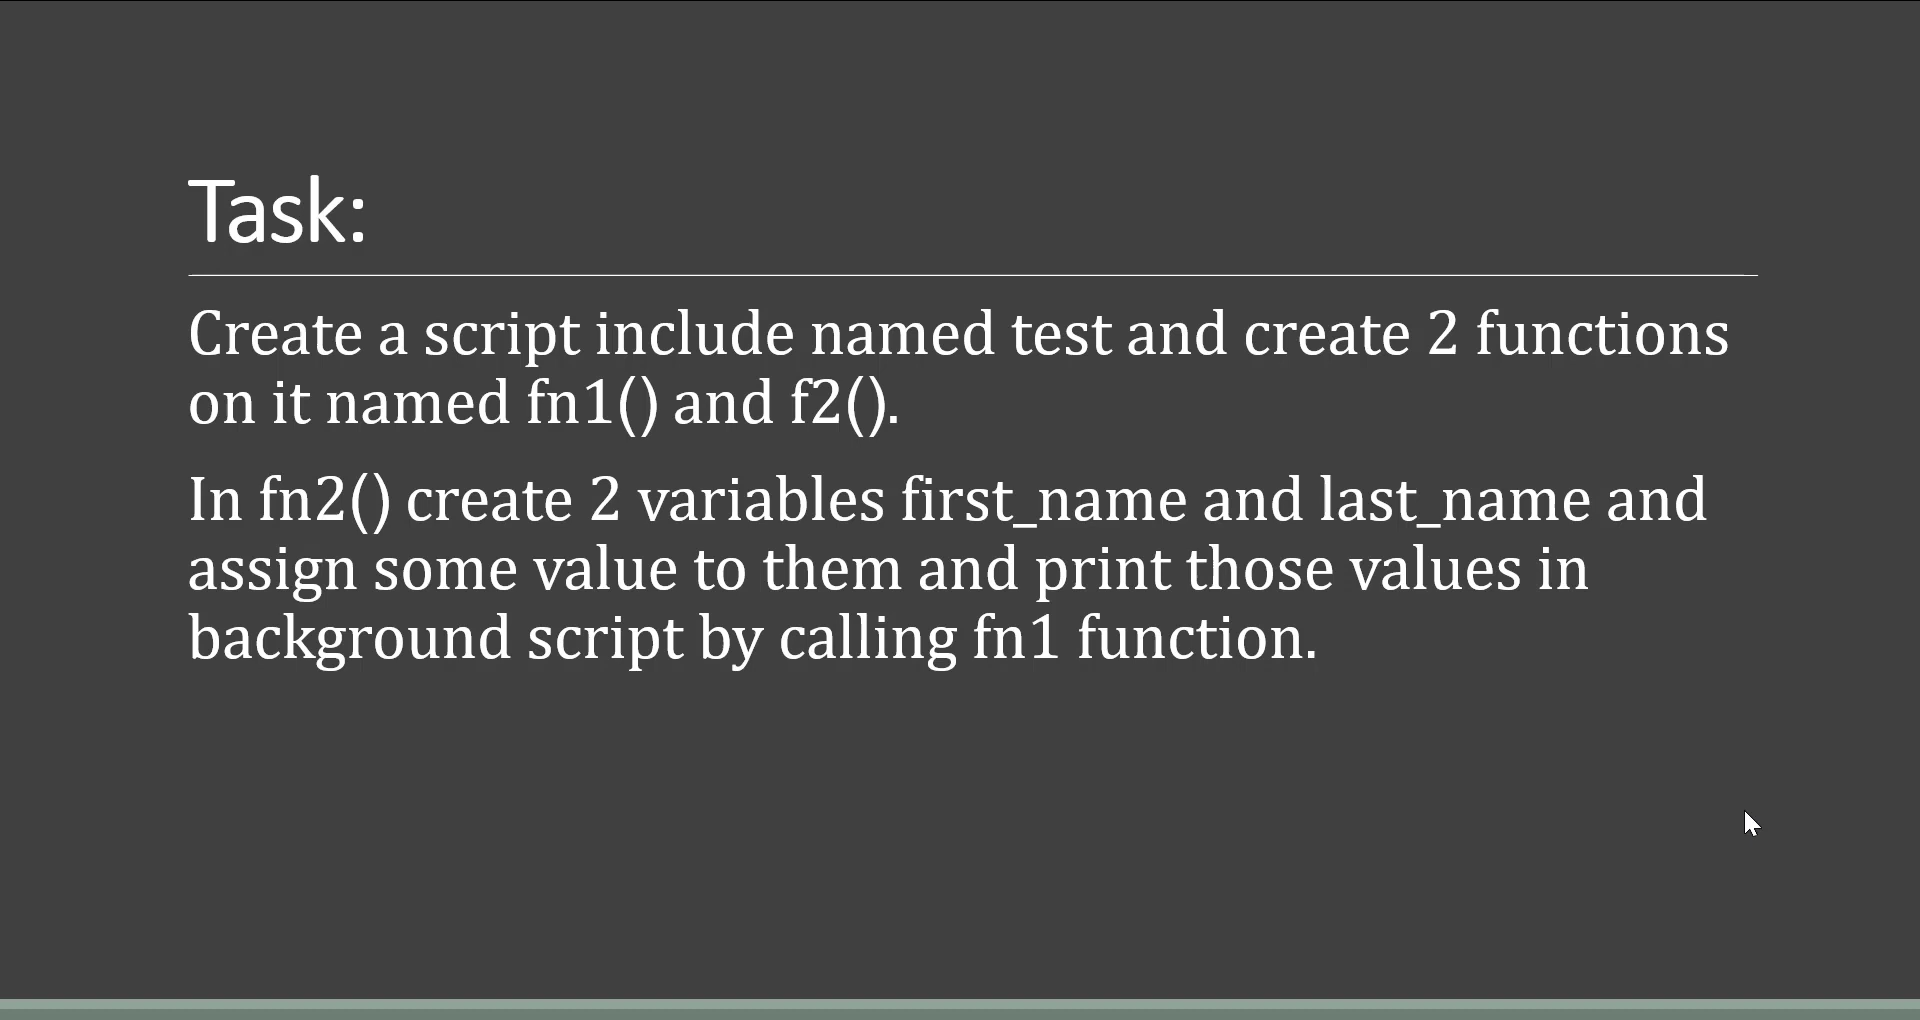 Task:
Create a script include named test and create 2 functions
on it named fn1() and f2().
In fn2() create 2 variables first_name and last_name and
assign some value to them and print those values in
background script by calling fn1 function.